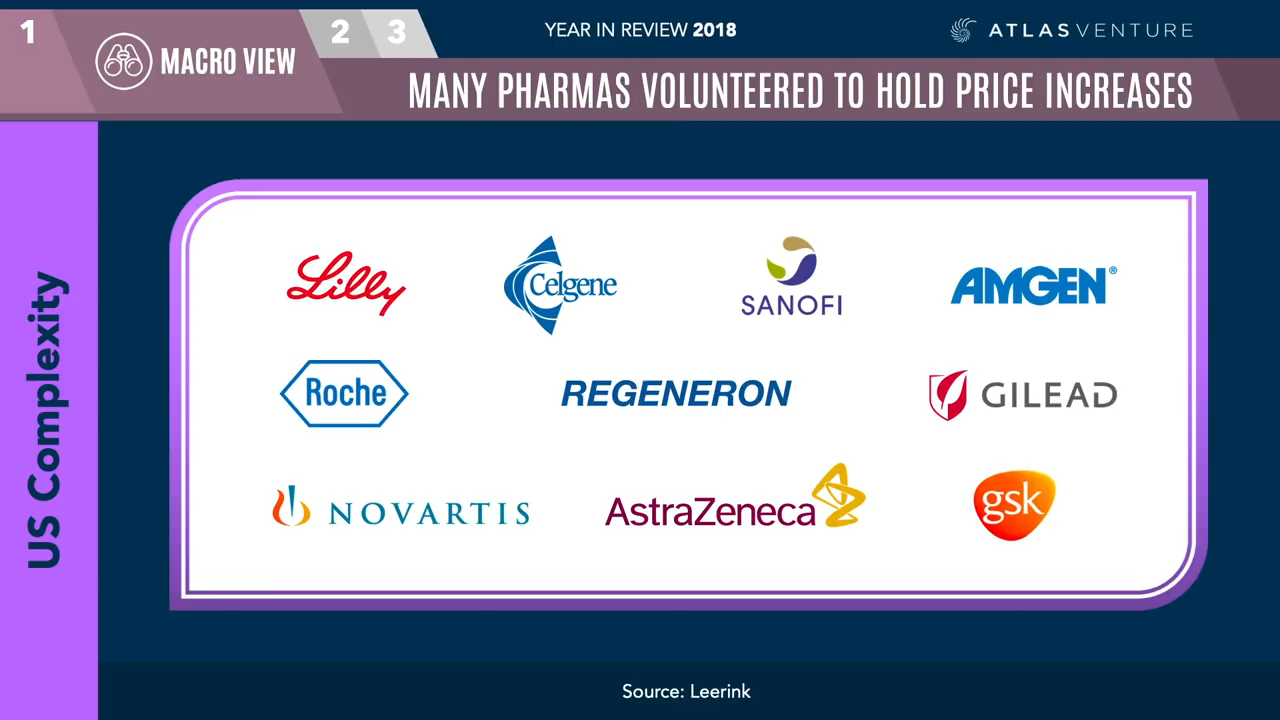 1
MACRO VIEW
2
3
YEAR IN REVIEW 2018
ATLAS VENTURE
MANY PHARMAS VOLUNTEERED TO HOLD PRICE INCREASES
US Complexity
Lilly
Celgene
SANOFI
AMGEN®
Roche
REGENERON
GILEAD
NOVARTIS
AstraZeneca
gsk
Source: Leerink